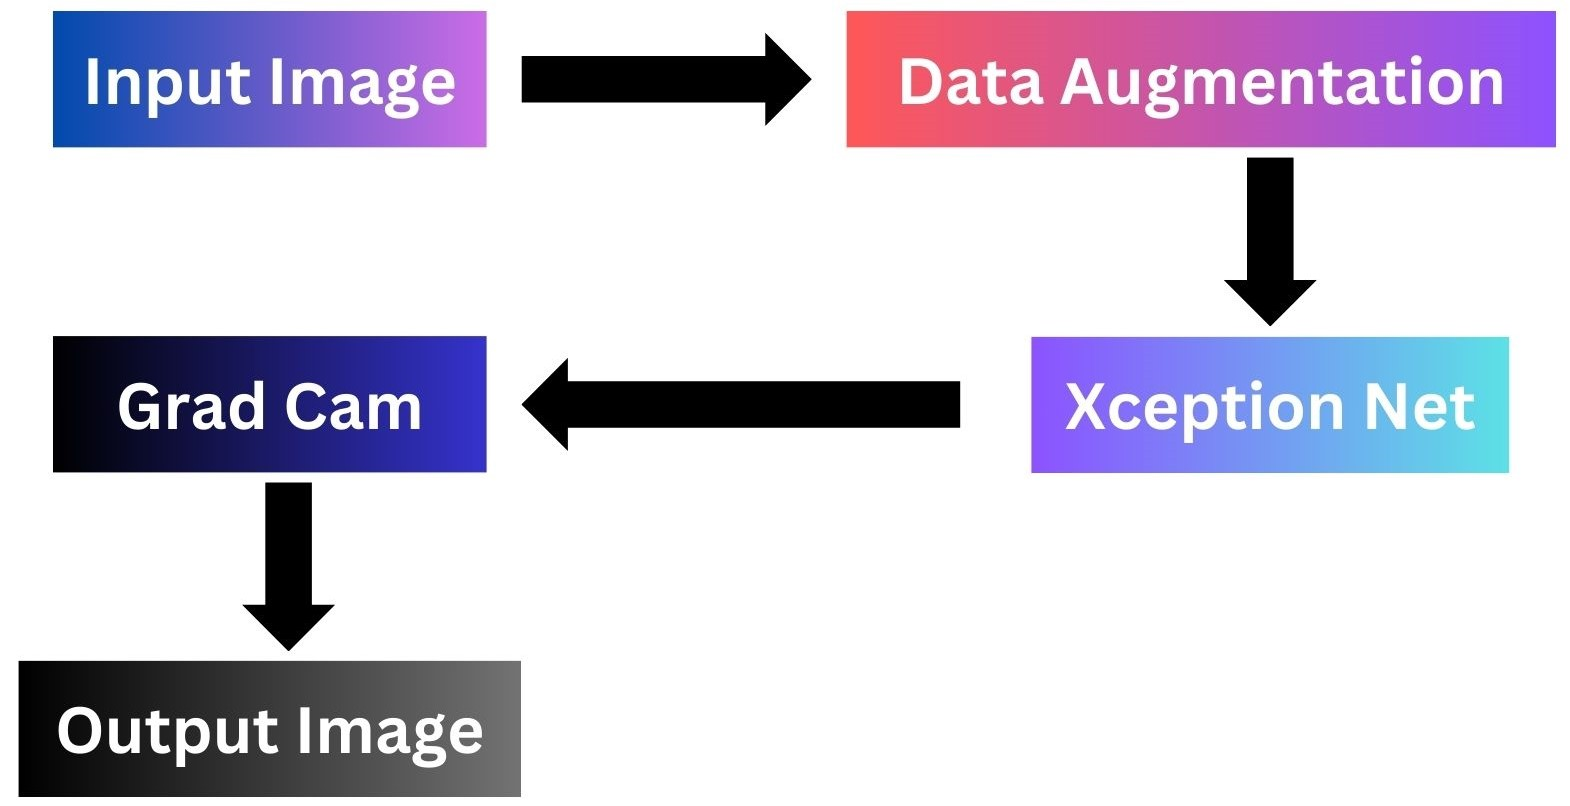 Input Image
Data Augmentation
Xception Net
Grad Cam
Output Image